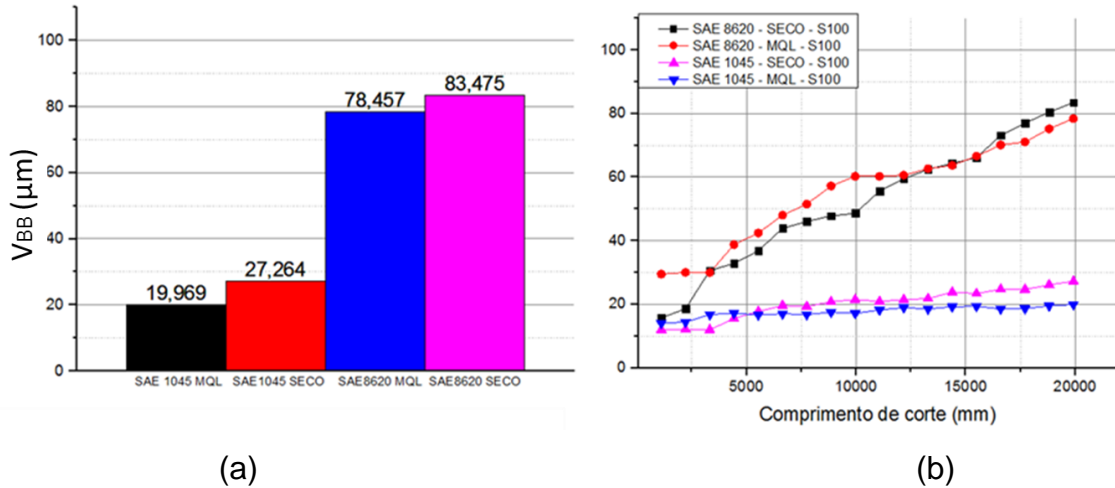 100
80
60
40
20
0
VBB (µm)
19,969
27,264
78,457
83,475
SAE 1045 MQL
SAE1045 SECO
SAE8620 MQL
SAE8620 SECO
(a)
SAE 8620 - SECO - S100
SAE 8620 - MQL - S100
SAE 1045 - SECO - S100
SAE 1045 - MQL - S100
100
80
60
40
20
0
5000
10000
15000
20000
Comprimento de corte (mm)
(b)